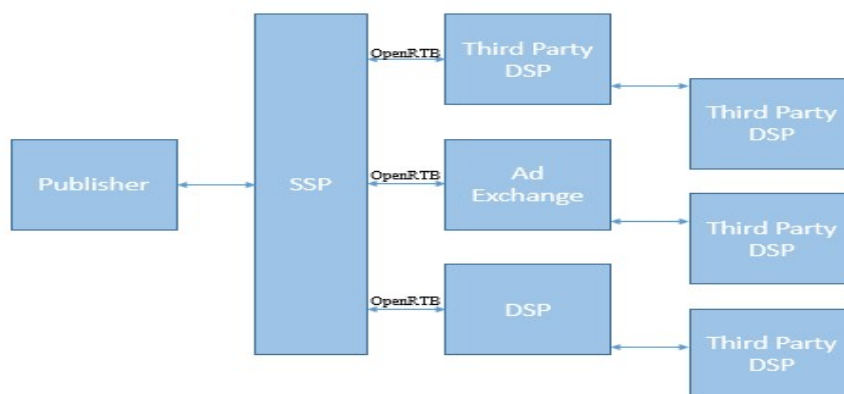 OpenRTB
Third Party
DSP
Third Party
DSP
Publisher
SSP
OpenRTB
Ad
Exchange
Third Party
DSP
OpenRTB
DSP
Third Party
DSP